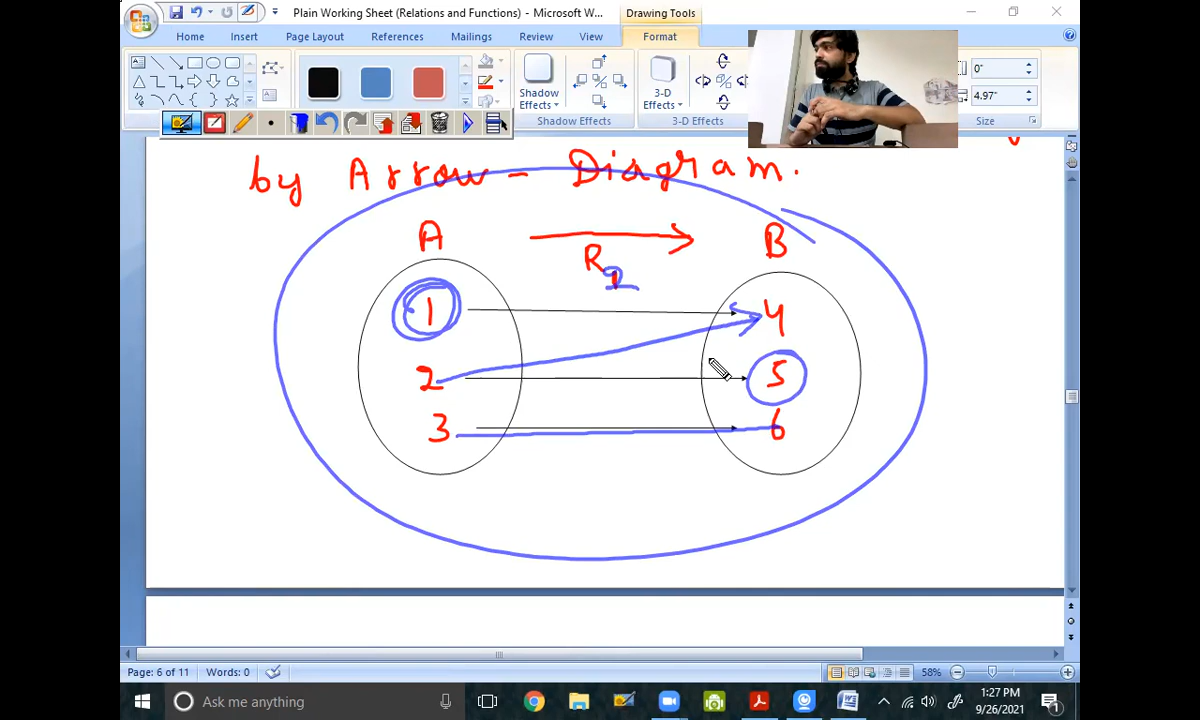 Plain Working Sheet (Relations and Functions) - Microsoft W...
Drawing Tools
Home Insert Page Layout References Mailings Review View Format
Shadow Effects
3-D Effects
0"
4.97"
Shadow Effects 3-D Effects Size
by Arrow - Diagram.
A B
R
1 4
2 5
3 6
Page: 6 of 11 Words: 0 58%
Ask me anything
1:27 PM
9/26/2021
1